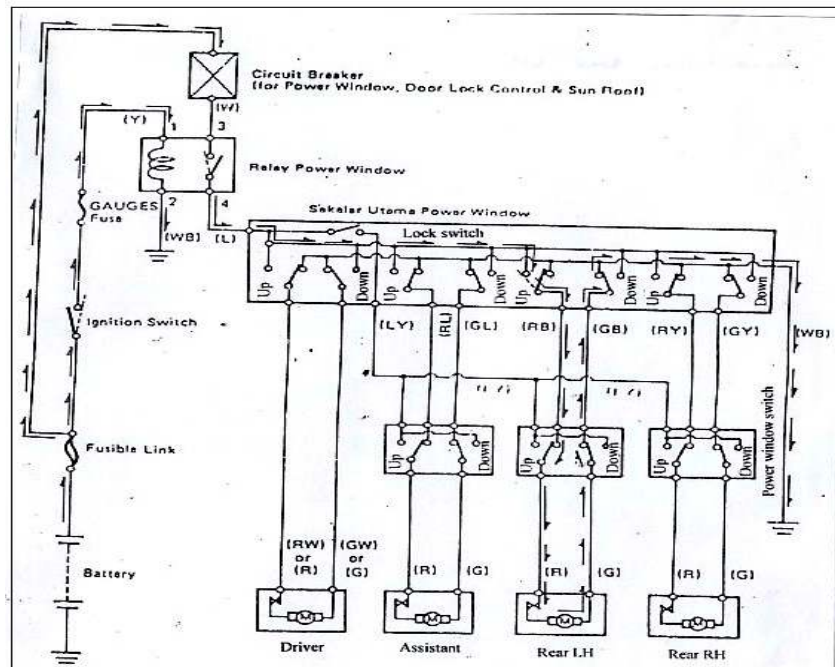 Circuit Breaker
(for Power Window, Door Lock Control & Sun Roof)
(W)
(Y)
1
3
Relay Power Window
GAUGES
Fuse
2
4
(WB)
(L)
Sakelar Utama Power Window
Lock switch
Up
Down
Up
Down
Up
Down
Up
Down
Ignition Switch
(LY)
(RL)
(GL)
(RB)
(GB)
(RY)
(GY)
(WB)
Fusible Link
Up
Down
Up
Down
Up
Down
Power window switch
Battery
(RW)
or
(R)
(GW)
or
(G)
(R)
(G)
(R)
(G)
(R)
(G)
M
M
M
M
Driver
Assistant
Rear LH
Rear RH